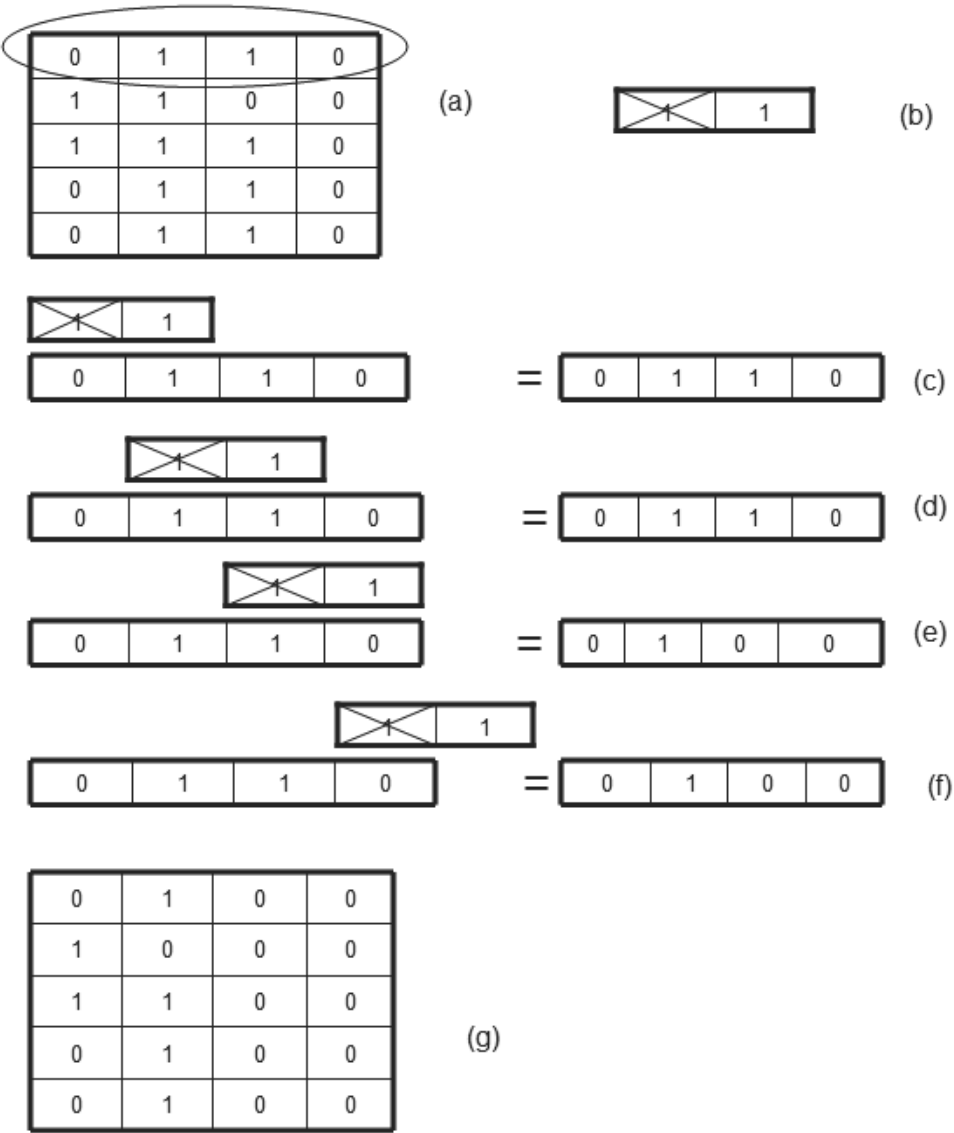 0 1 1 0
1 1 0 0 (a) 1 1 (b)
1 1 1 0
0 1 1 0
0 1 1 0
1 1
0 1 1 0 = 0 1 1 0 (c)
1 1
0 1 1 0 = 0 1 1 0 (d)
1 1
0 1 1 0 = 0 1 0 0 (e)
1 1
0 1 1 0 = 0 1 0 0 (f)
0 1 0 0
1 0 0 0
1 1 0 0
(g)
0 1 0 0
0 1 0 0